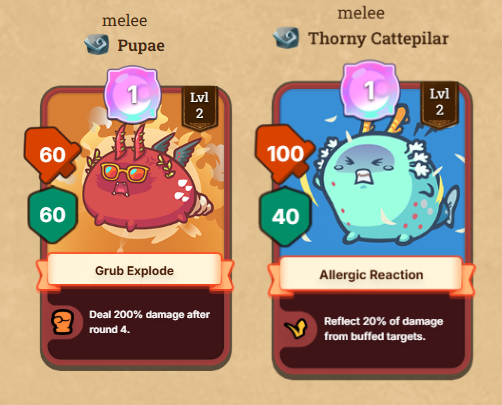 melee
Pupae
1
Lvl
2
60
60
Grub Explode
Deal 200% damage after
round 4.
melee
Thorny Cattepilar
1
Lvl
2
100
40
Allergic Reaction
Reflect 20% of damage
from buffed targets.